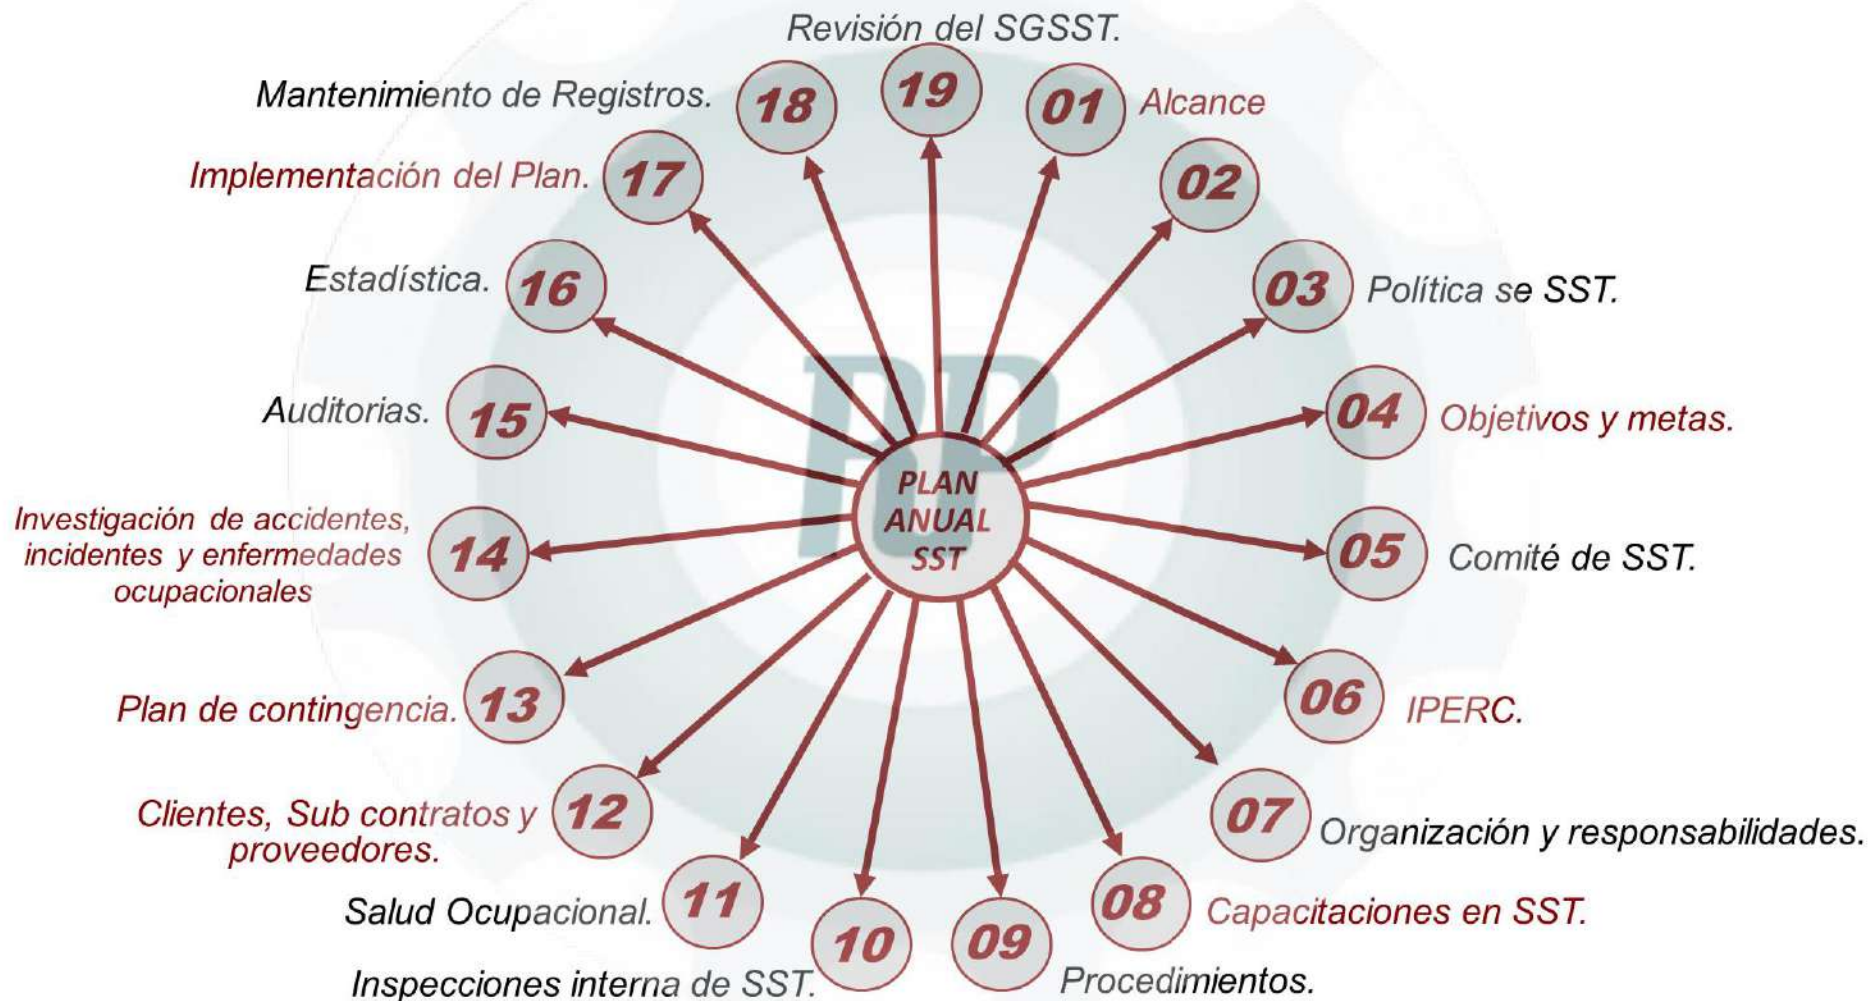 PLAN
ANUAL
SST
01 Alcance
02
03 Política se SST.
04 Objetivos y metas.
05 Comité de SST.
06 IPERC.
07 Organización y responsabilidades.
08 Capacitaciones en SST.
09 Procedimientos.
10 Inspecciones interna de SST.
11 Salud Ocupacional.
12 Clientes, Sub contratos y
proveedores.
13 Plan de contingencia.
14 Investigación de accidentes,
incidentes y enfermedades
ocupacionales
15 Auditorias.
16 Estadística.
17 Implementación del Plan.
18 Mantenimiento de Registros.
19 Revisión del SGSST.